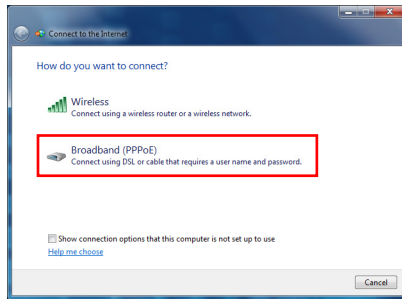 Connect to the Internet
How do you want to connect?
Wireless
Connect using a wireless router or a wireless network.
Broadband (PPPoE)
Connect using DSL or cable that requires a user name and password.
Show connection options that this computer is not set up to use
Help me choose
Cancel